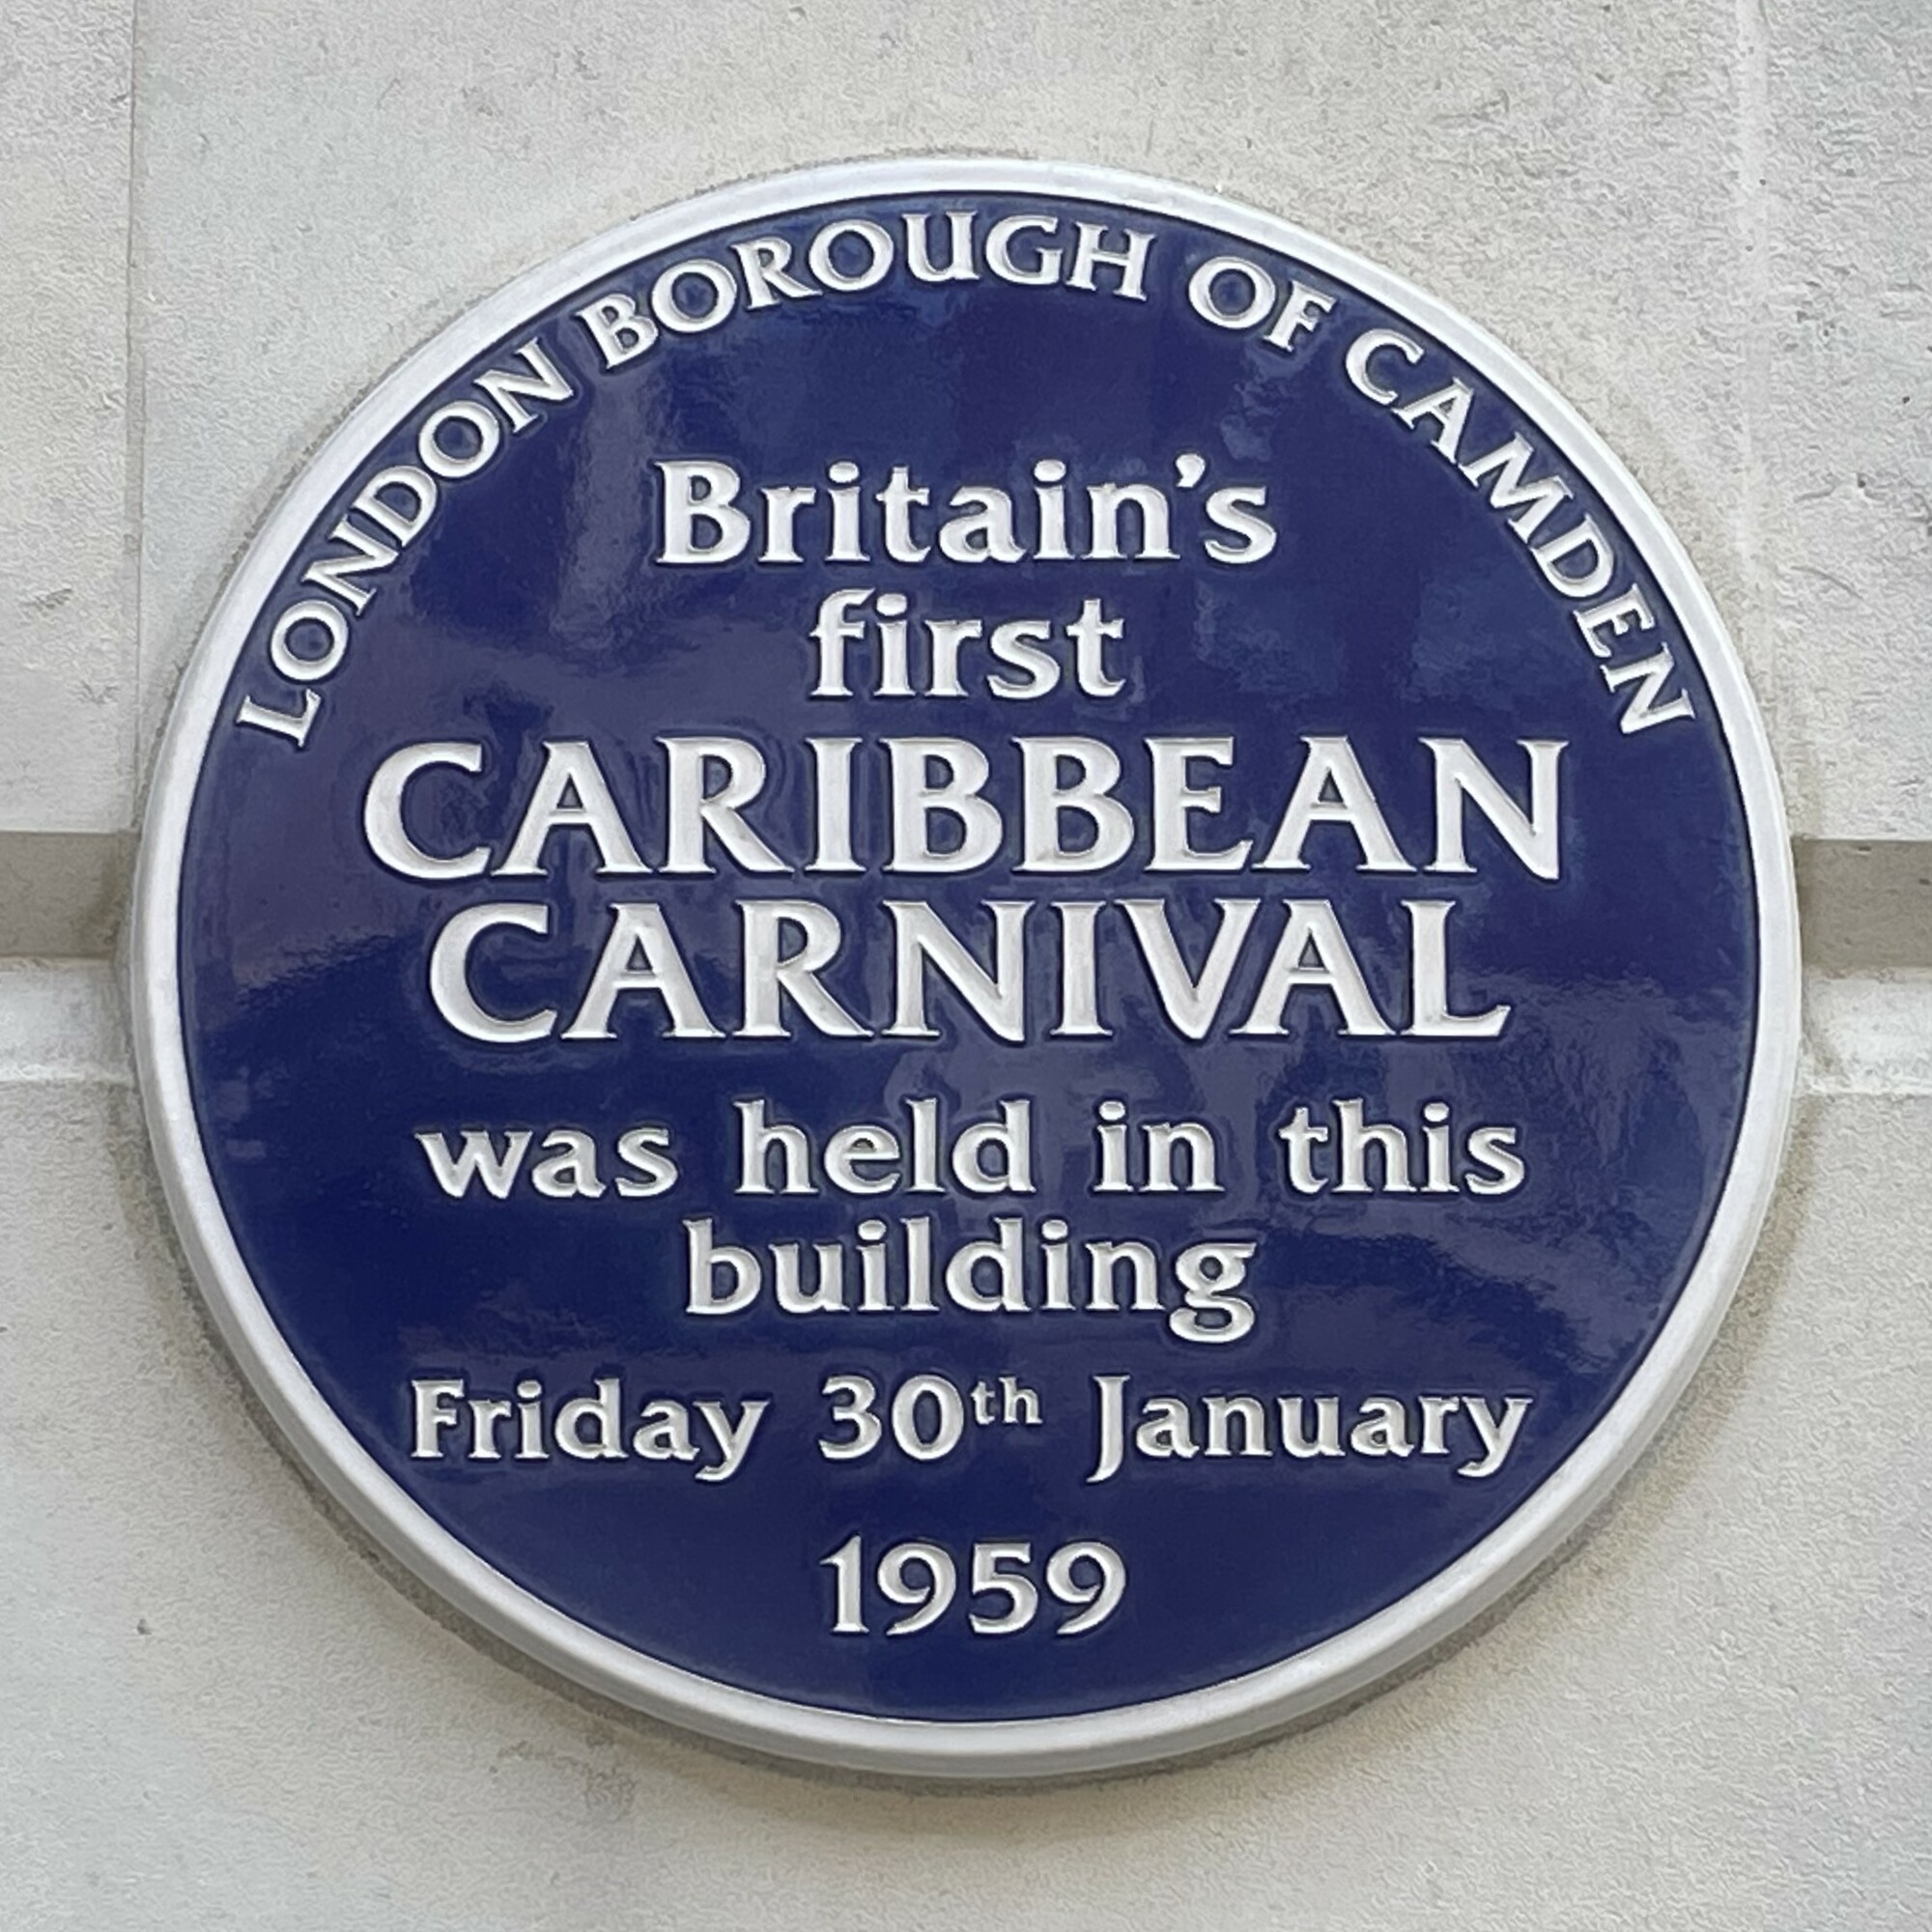 LONDON BOROUGH OF CAMDEN
Britain's
first
CARIBBEAN
CARNIVAL
was held in this
building
Friday 30th January
1959